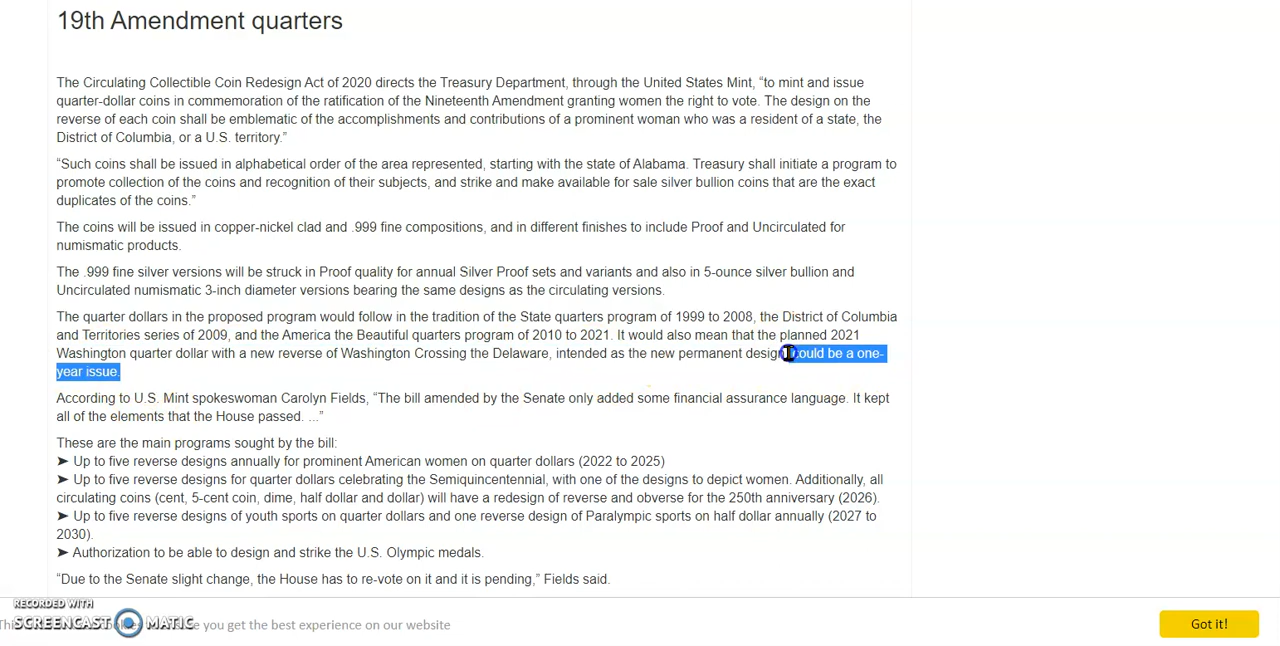 19th Amendment quarters
The Circulating Collectible Coin Redesign Act of 2020 directs the Treasury Department, through the United States Mint, “to mint and issue
quarter-dollar coins in commemoration of the ratification of the Nineteenth Amendment granting women the right to vote. The design on the
reverse of each coin shall be emblematic of the accomplishments and contributions of a prominent woman who was a resident of a state, the
District of Columbia, or a U.S. territory.”
“Such coins shall be issued in alphabetical order of the area represented, starting with the state of Alabama. Treasury shall initiate a program to
promote collection of the coins and recognition of their subjects, and strike and make available for sale silver bullion coins that are the exact
duplicates of the coins.”
The coins will be issued in copper-nickel clad and .999 fine compositions, and in different finishes to include Proof and Uncirculated for
numismatic products.
The .999 fine silver versions will be struck in Proof quality for annual Silver Proof sets and variants and also in 5-ounce silver bullion and
Uncirculated numismatic 3-inch diameter versions bearing the same designs as the circulating versions.
The quarter dollars in the proposed program would follow in the tradition of the State quarters program of 1999 to 2008, the District of Columbia
and Territories series of 2009, and the America the Beautiful quarters program of 2010 to 2021. It would also mean that the planned 2021
Washington quarter dollar with a new reverse of Washington Crossing the Delaware, intended as the new permanent design could be a one-
year issue.
According to U.S. Mint spokeswoman Carolyn Fields, “The bill amended by the Senate only added some financial assurance language. It kept
all of the elements that the House passed. …”
These are the main programs sought by the bill:
➤ Up to five reverse designs annually for prominent American women on quarter dollars (2022 to 2025)
➤ Up to five reverse designs for quarter dollars celebrating the Semiquincentennial, with one of the designs to depict women. Additionally, all
circulating coins (cent, 5-cent coin, dime, half dollar and dollar) will have a redesign of reverse and obverse for the 250th anniversary (2026).
➤ Up to five reverse designs of youth sports on quarter dollars and one reverse design of Paralympic sports on half dollar annually (2027 to
2030).
➤ Authorization to be able to design and strike the U.S. Olympic medals.
“Due to the Senate slight change, the House has to re-vote on it and it is pending,” Fields said.
RECORDED WITH
SCREENCAST MATIC
you get the best experience on our website
Got it!